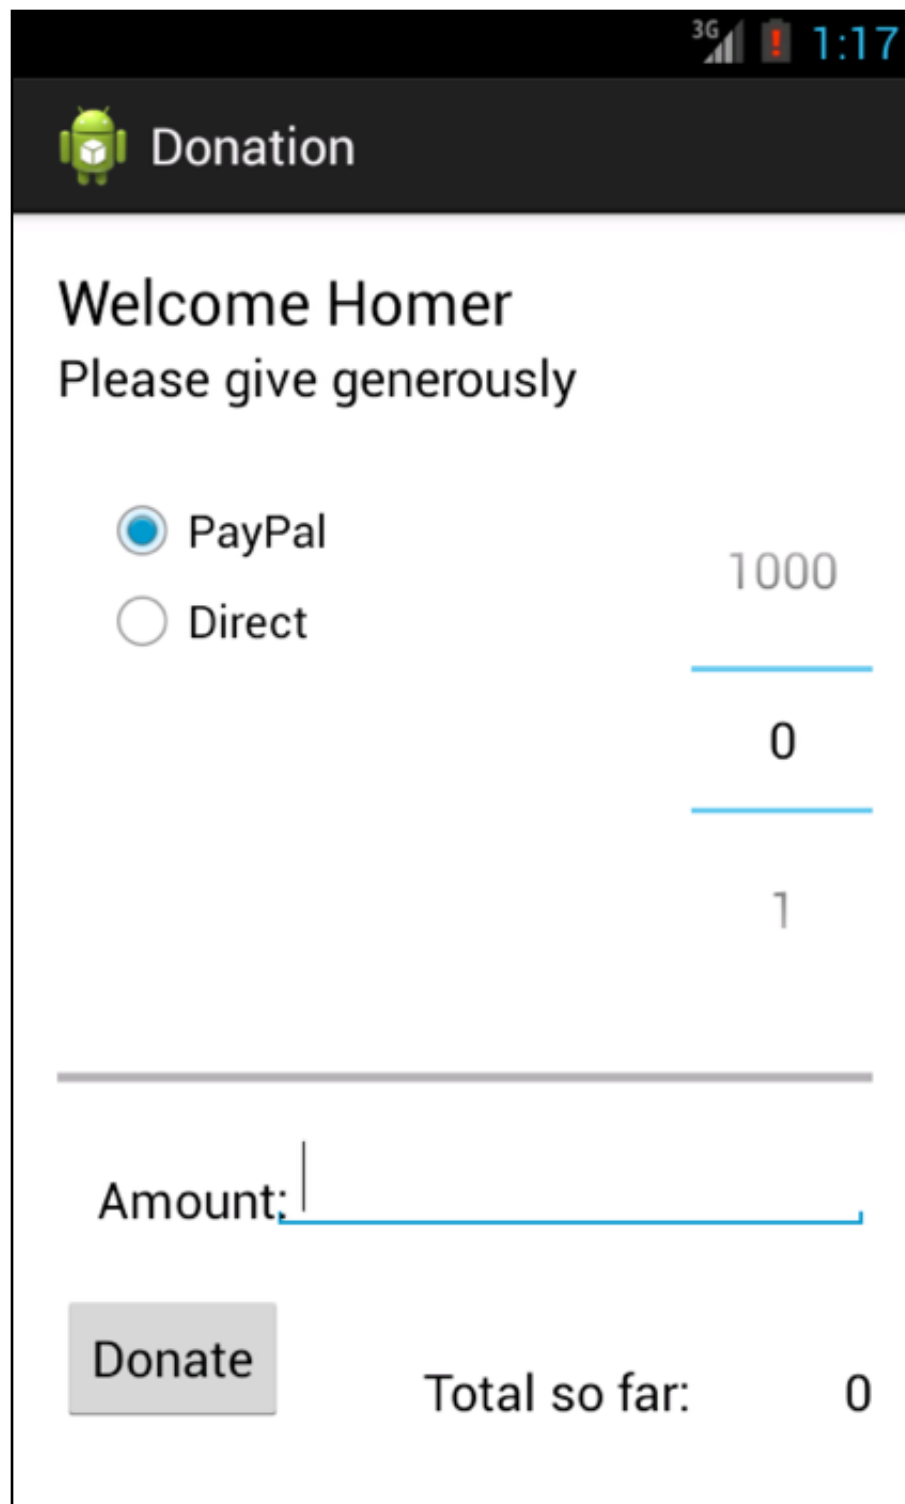 3G 1:17
Donation
Welcome Homer
Please give generously
PayPal
Direct
1000
0
1
Amount:
Donate
Total so far: 0